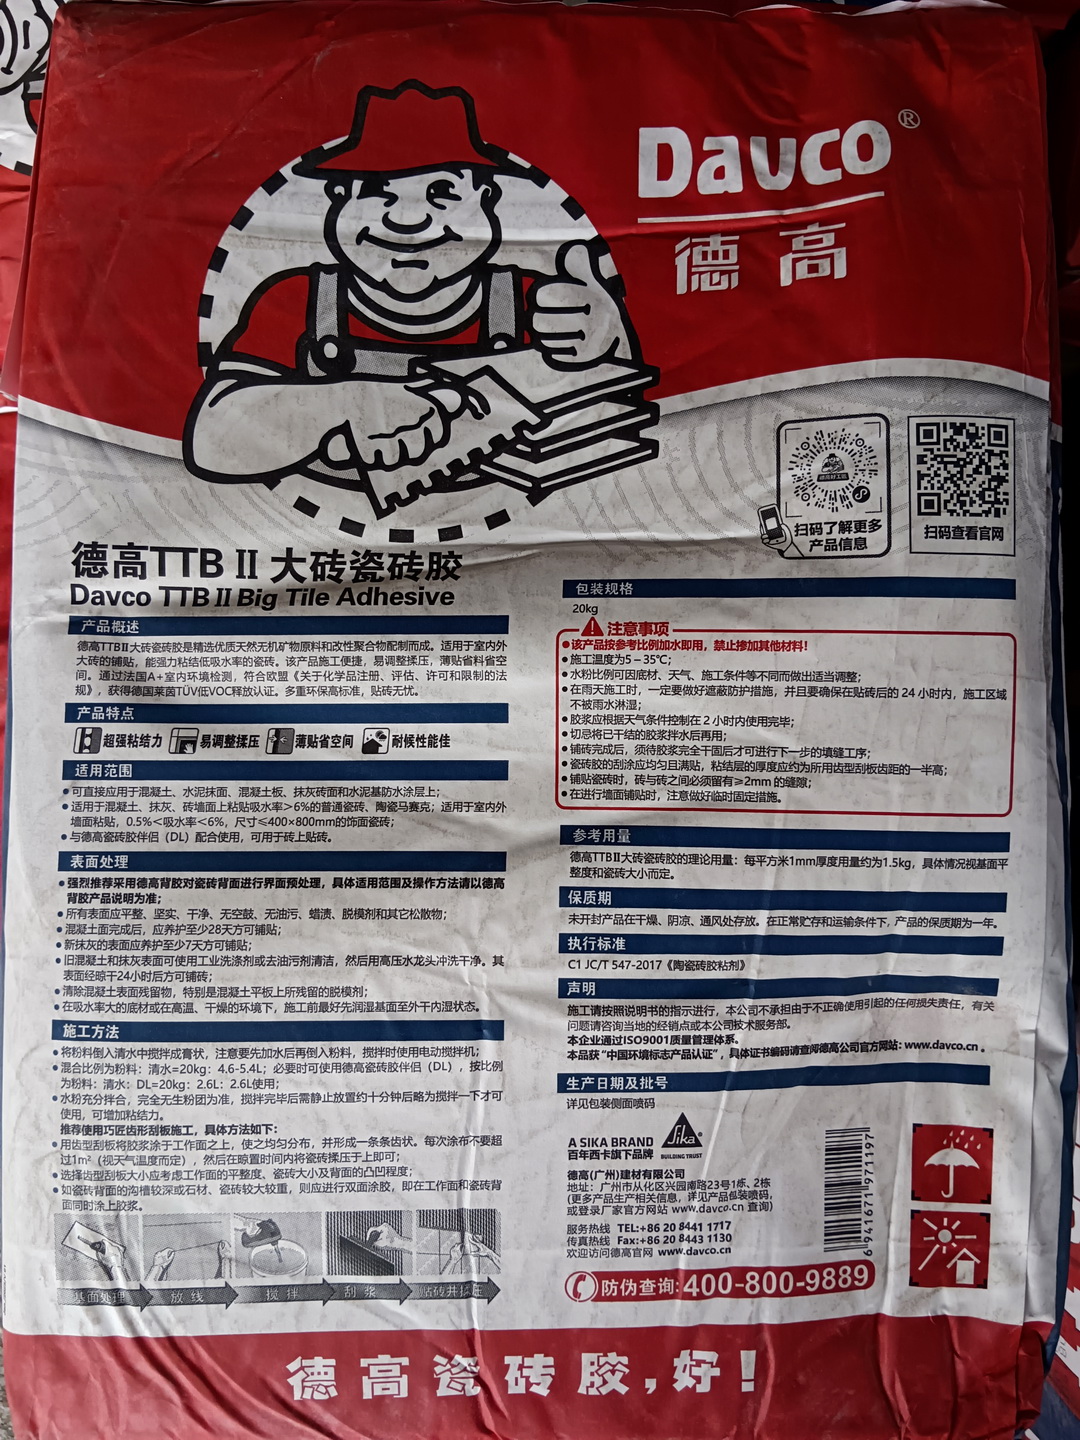 Davco®
德高
扫码了解更多
产品信息
扫码查看官网
德高TTBⅡ大砖瓷砖胶
Davco TTBⅡ Big Tile Adhesive
产品概述
德高TTBⅡ大砖瓷砖胶是精选优质天然无机矿物原料和改性聚合物配制而成。适用于室内外
大砖的铺贴，能强力粘结低吸水率的瓷砖。该产品施工便捷，易调整揉压，薄贴省料省空
间。通过法国A+室内环境检测，符合欧盟《关于化学品注册、评估、许可和限制的法
规》，获得德国莱茵TÜV低VOC释放认证。多重环保高标准，贴砖无忧。
产品特点
超强粘结力 易调整揉压 薄贴省空间 耐候性能佳
适用范围
●可直接应用于混凝土、水泥抹面、混凝土板、抹灰砖面和水泥基防水涂层上；
●适用于混凝土、抹灰、砖墙面上粘贴吸水率＞6%的普通瓷砖、陶瓷马赛克；适用于室内外
墙面粘贴，0.5%＜吸水率＜6%，尺寸≤400×800mm的饰面瓷砖；
●与德高瓷砖胶伴侣（DL）配合使用，可用于砖上贴砖。
表面处理
●强烈推荐采用德高背胶对瓷砖背面进行界面预处理，具体适用范围及操作方法请以德高
背胶产品说明为准；
●所有表面应平整、坚实、干净、无空鼓、无油污、蜡渍、脱模剂和其它松散物；
●混凝土面完成后，应养护至少28天方可铺贴；
●新抹灰的表面应养护至少7天方可铺贴；
●旧混凝土和抹灰表面可使用工业洗涤剂或去油污剂清洁，然后用高压水龙头冲洗干净。其
表面经晾干24小时后方可铺砖；
●清除混凝土表面残留物，特别是混凝土平板上所残留的脱模剂；
●在吸水率大的底材或在高温、干燥的环境下，施工前最好先润湿基面至外干内湿状态。
施工方法
●将粉料倒入清水中搅拌成膏状，注意要先加水后再倒入粉料，搅拌时使用电动搅拌机；
●混合比例为粉料：清水=20kg：4.6-5.4L；必要时可使用德高瓷砖胶伴侣（DL），按比例
为粉料：清水：DL=20kg：2.6L：2.6L使用；
●水粉充分拌合，完全无生粉团为准，搅拌完毕后需静止放置约十分钟后略为搅拌一下才可
使用，可增加粘结力。
推荐使用巧匠齿形刮板施工，具体方法如下：
●用齿型刮板将胶浆涂于工作面之上，使之均匀分布，并形成一条条齿状。每次涂布不要超
过1m²（视天气温度而定），然后在晾置时间内将瓷砖揉压于上即可；
●选择齿型刮板大小应考虑工作面的平整度、瓷砖大小及背面的凸凹程度；
●如瓷砖背面的沟槽较深或石材、瓷砖较大较重，则应进行双面涂胶，即在工作面和瓷砖背
面同时涂上胶浆。
基面处理 放线 搅拌 刮浆 贴砖并揉压
包装规格
20kg
注意事项
●该产品按参考比例加水即用，禁止掺加其他材料！
●施工温度为5－35℃；
●水粉比例可因底材、天气、施工条件等不同而做出适当调整；
●在雨天施工时，一定要做好遮蔽防护措施，并且要确保在贴砖后的 24 小时内，施工区域
不被雨水淋湿；
●胶浆应根据天气条件控制在 2 小时内使用完毕；
●切忌将已干结的胶浆拌水后再用；
●铺砖完成后，须待胶浆完全干固后才可进行下一步的填缝工序；
●瓷砖胶的刮涂应均匀且满贴，粘结层的厚度应约为所用齿型刮板齿距的一半高；
●铺贴瓷砖时，砖与砖之间必须留有≥2mm 的缝隙；
●在进行墙面铺贴时，注意做好临时固定措施。
参考用量
德高TTBⅡ大砖瓷砖胶的理论用量：每平方米1mm厚度用量约为1.5kg，具体情况视基面平
整度和瓷砖大小而定。
保质期
未开封产品在干燥、阴凉、通风处存放。在正常贮存和运输条件下，产品的保质期为一年。
执行标准
C1 JC/T 547-2017《陶瓷砖胶粘剂》
声明
施工请按照说明书的指示进行，本公司不承担由于不正确使用引起的任何损失责任，有关
问题请咨询当地的经销点或本公司技术服务部。
本企业通过ISO9001质量管理体系。
本品获“中国环境标志产品认证”，具体证书编码请查阅德高公司官方网站：www.davco.cn 。
生产日期及批号
详见包装侧面喷码
A SIKA BRAND
百年西卡旗下品牌
Sika®
BUILDING TRUST
德高(广州)建材有限公司
地址：广州市从化区兴园南路23号1栋、2栋
(更多产品生产相关信息，详见产品包装喷码，
或登录厂家官方网站 www.davco.cn 查询)
服务热线 TEL:+86 20 8441 1717
传真热线 Fax:+86 20 8443 1130
欢迎访问德高官网 www.davco.cn
6941671971197
防伪查询:400-800-9889
德高瓷砖胶，好！